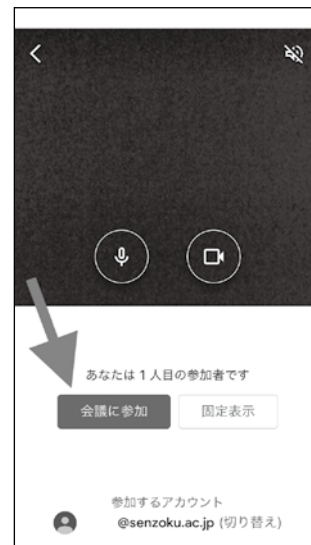 あなたは 1 人目の参加者です
会議に参加
固定表示
参加するアカウント
@senzoku.ac.jp (切り替え)